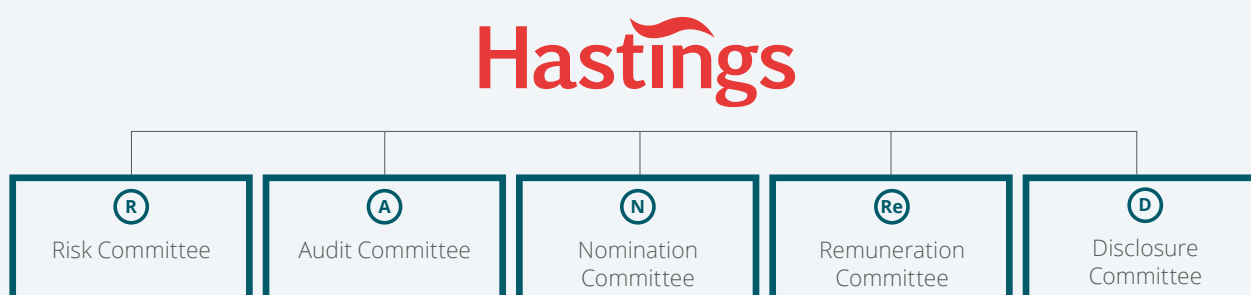 Hastings
R
Risk Committee
A
Audit Committee
N
Nomination
Committee
Re
Remuneration
Committee
D
Disclosure
Committee